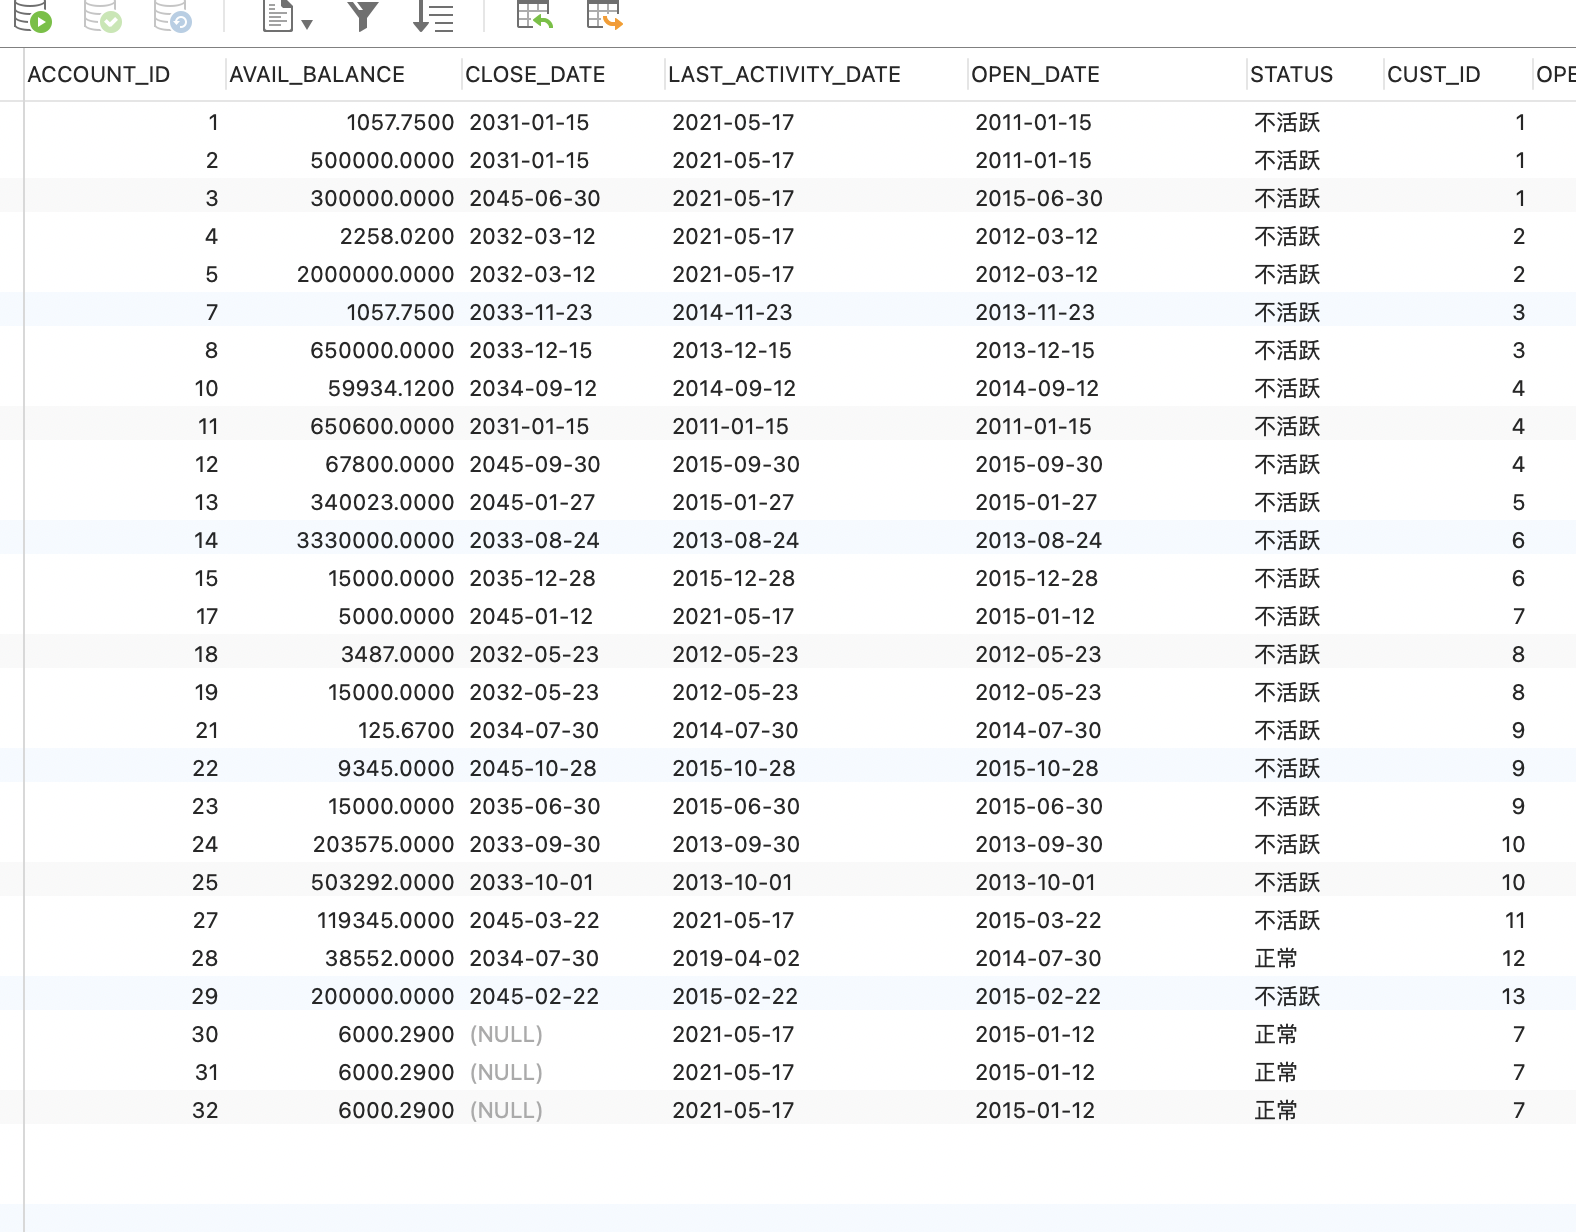 ACCOUNT_ID AVAIL_BALANCE CLOSE_DATE LAST_ACTIVITY_DATE OPEN_DATE STATUS CUST_ID OPE
1 1057.7500 2031-01-15 2021-05-17 2011-01-15 不活跃 1
2 500000.0000 2031-01-15 2021-05-17 2011-01-15 不活跃 1
3 300000.0000 2045-06-30 2021-05-17 2015-06-30 不活跃 1
4 2258.0200 2032-03-12 2021-05-17 2012-03-12 不活跃 2
5 2000000.0000 2032-03-12 2021-05-17 2012-03-12 不活跃 2
7 1057.7500 2033-11-23 2014-11-23 2013-11-23 不活跃 3
8 650000.0000 2033-12-15 2013-12-15 2013-12-15 不活跃 3
10 59934.1200 2034-09-12 2014-09-12 2014-09-12 不活跃 4
11 650600.0000 2031-01-15 2011-01-15 2011-01-15 不活跃 4
12 67800.0000 2045-09-30 2015-09-30 2015-09-30 不活跃 4
13 340023.0000 2045-01-27 2015-01-27 2015-01-27 不活跃 5
14 3330000.0000 2033-08-24 2013-08-24 2013-08-24 不活跃 6
15 15000.0000 2035-12-28 2015-12-28 2015-12-28 不活跃 6
17 5000.0000 2045-01-12 2021-05-17 2015-01-12 不活跃 7
18 3487.0000 2032-05-23 2012-05-23 2012-05-23 不活跃 8
19 15000.0000 2032-05-23 2012-05-23 2012-05-23 不活跃 8
21 125.6700 2034-07-30 2014-07-30 2014-07-30 不活跃 9
22 9345.0000 2045-10-28 2015-10-28 2015-10-28 不活跃 9
23 15000.0000 2035-06-30 2015-06-30 2015-06-30 不活跃 9
24 203575.0000 2033-09-30 2013-09-30 2013-09-30 不活跃 10
25 503292.0000 2033-10-01 2013-10-01 2013-10-01 不活跃 10
27 119345.0000 2045-03-22 2021-05-17 2015-03-22 不活跃 11
28 38552.0000 2034-07-30 2019-04-02 2014-07-30 正常 12
29 200000.0000 2045-02-22 2015-02-22 2015-02-22 不活跃 13
30 6000.2900 (NULL) 2021-05-17 2015-01-12 正常 7
31 6000.2900 (NULL) 2021-05-17 2015-01-12 正常 7
32 6000.2900 (NULL) 2021-05-17 2015-01-12 正常 7